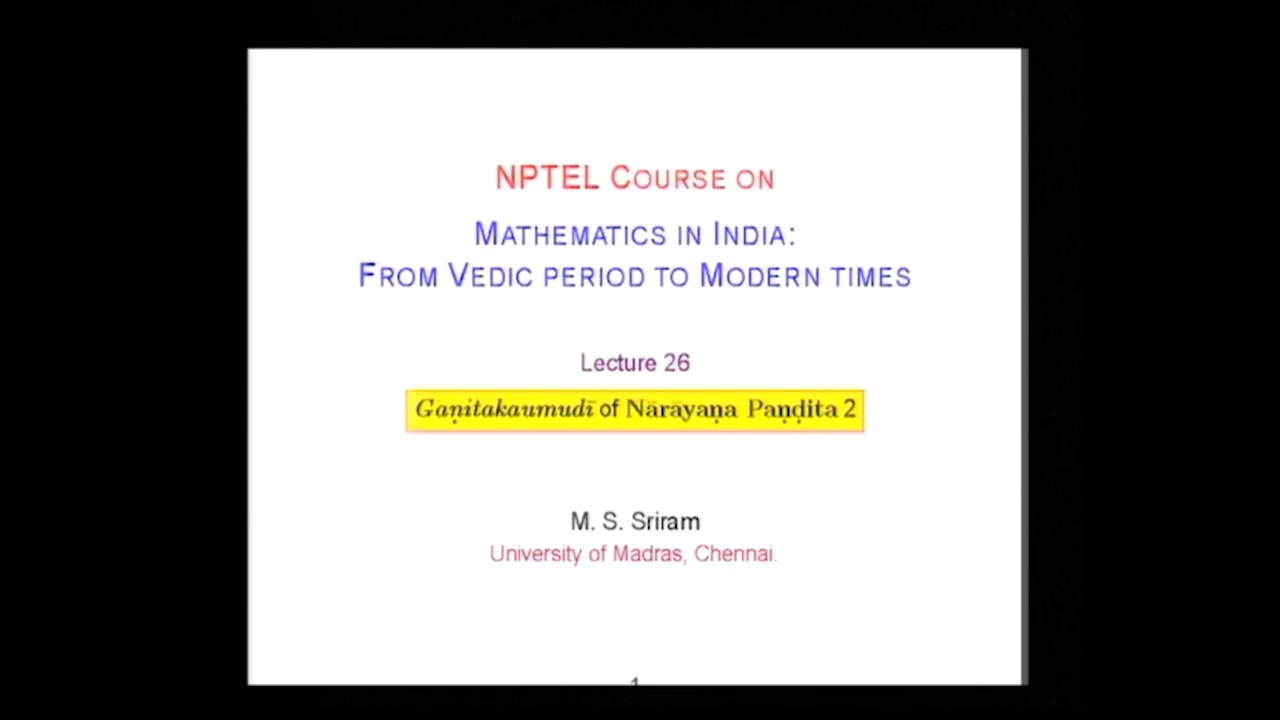 NPTEL COURSE ON
MATHEMATICS IN INDIA:
FROM VEDIC PERIOD TO MODERN TIMES
Lecture 26
Gaṇitakaumudī of Nārāyaṇa Paṇḍita 2
M. S. Sriram
University of Madras, Chennai.